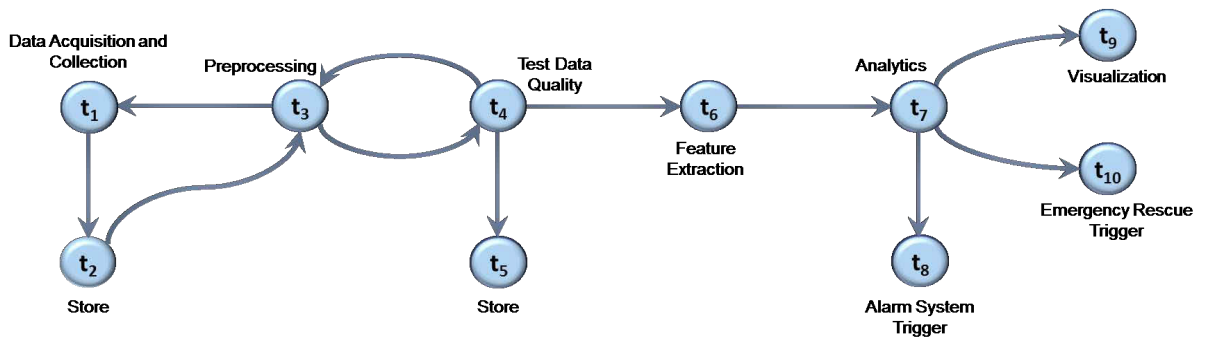 Data Acquisition and
Collection
t1
t2
Store
Preprocessing
t3
Test Data
Quality
t4
t5
Store
t6
Feature
Extraction
Analytics
t7
t8
Alarm System
Trigger
t9
Visualization
t10
Emergency Rescue
Trigger